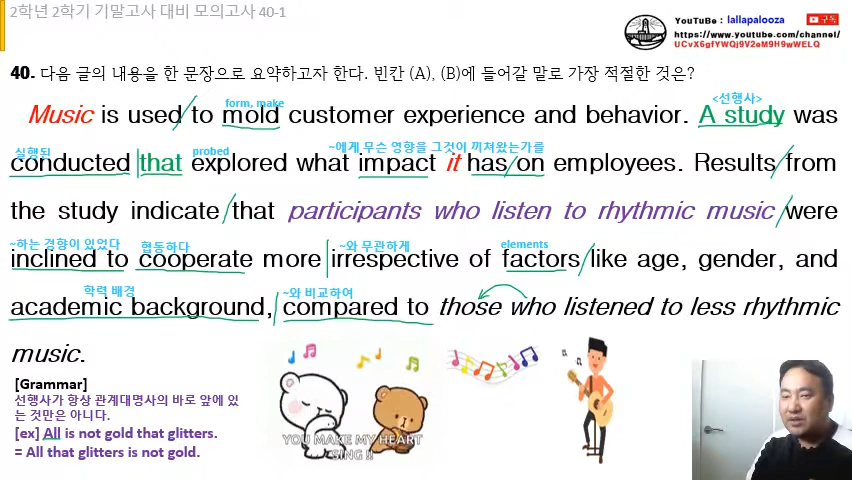 2학년 2학기 기말고사 대비 모의고사 40-1
YouTuBe : lallapalooza 구독
https://www.youtube.com/channel/
UCvX6gfYWQj9V2eM9H9wWELQ
40. 다음 글의 내용을 한 문장으로 요약하고자 한다. 빈칸 (A), (B)에 들어갈 말로 가장 적절한 것은?
form, make <선행사>
Music is used to mold customer experience and behavior. A study was
실행된 probed ~에게 무슨 영향을 그것이 끼쳐왔는가를
conducted that explored what impact it has on employees. Results from
the study indicate that participants who listen to rhythmic music were
~하는 경향이 있었다 협동하다 ~와 무관하게 elements
inclined to cooperate more irrespective of factors like age, gender, and
학력 배경 ~와 비교하여
academic background, compared to those who listened to less rhythmic
music.
[Grammar]
선행사가 항상 관계대명사의 바로 앞에 있
는 것만은 아니다.
[ex] All is not gold that glitters.
= All that glitters is not gold.
YOU MAKE MY HEART
SING !!!